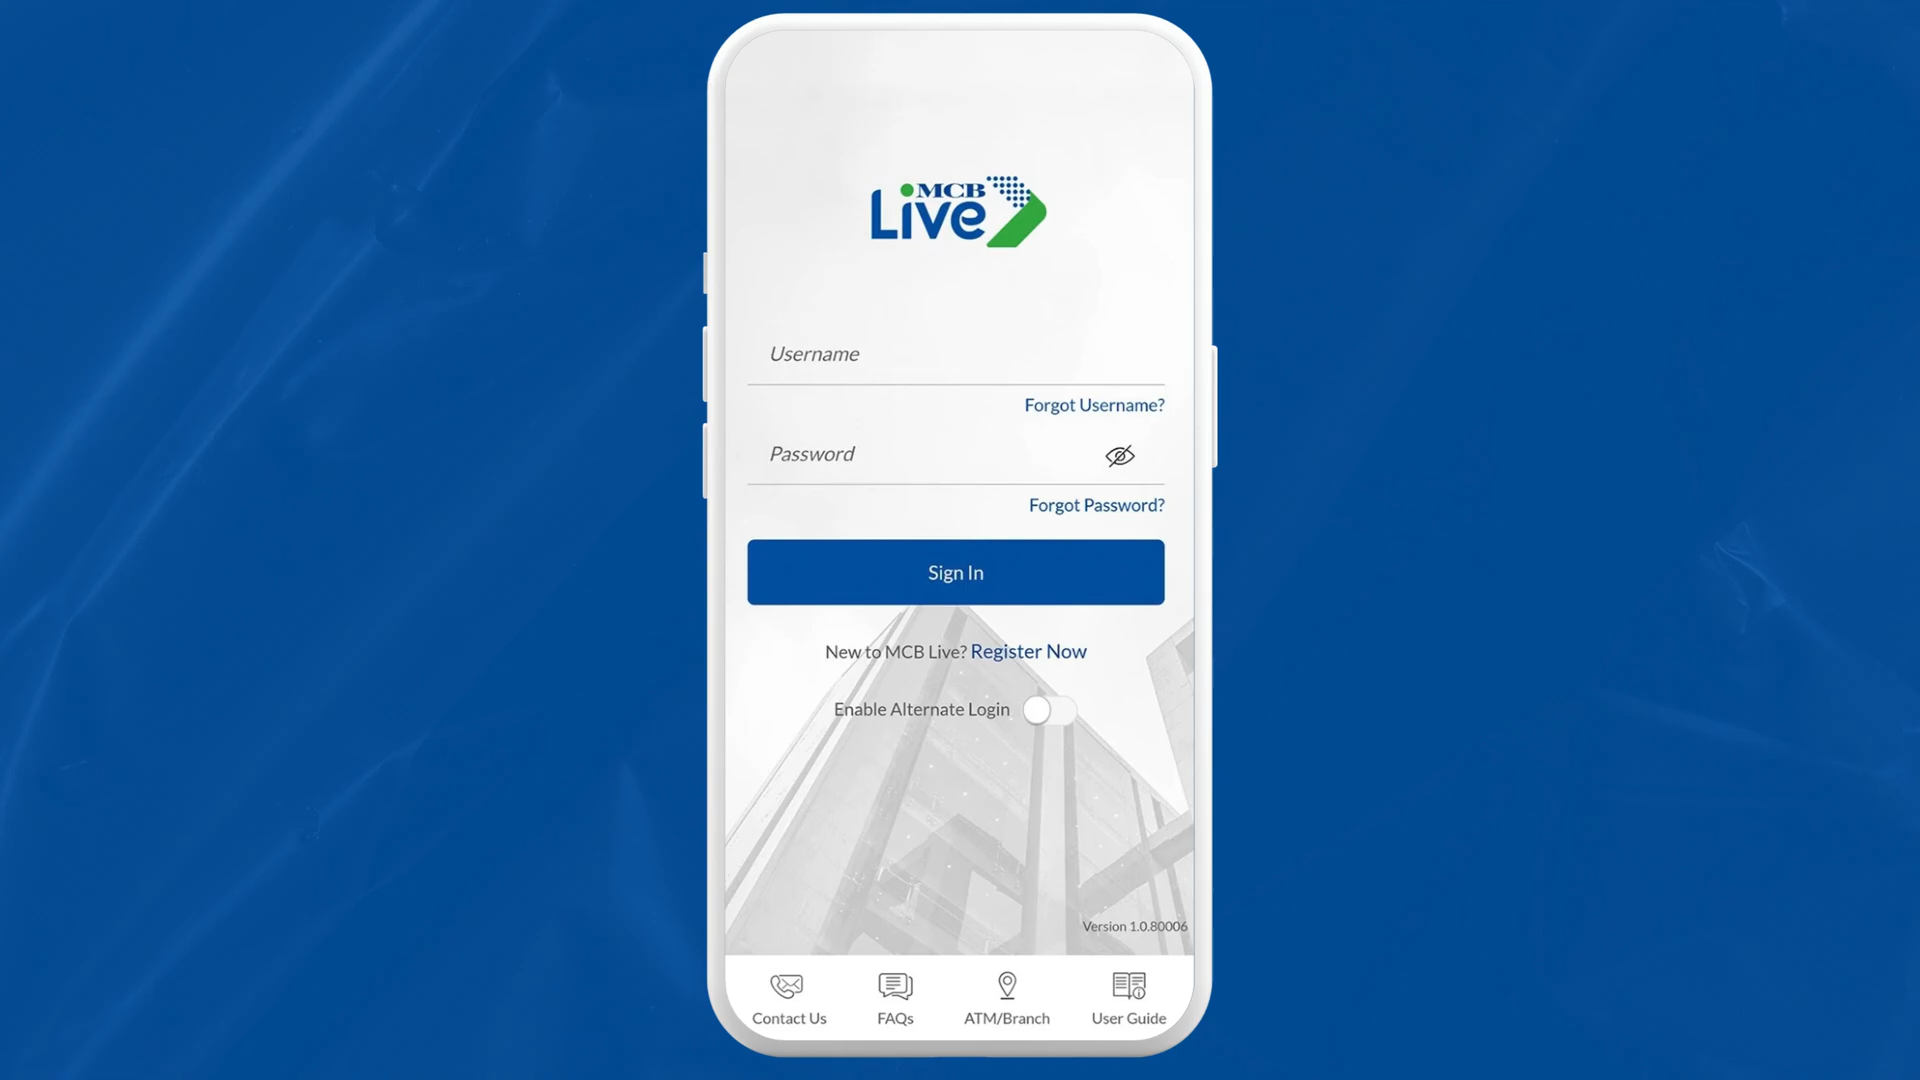 MCB
Live
Username
Forgot Username?
Password
Forgot Password?
Sign In
New to MCB Live? Register Now
Enable Alternate Login
Version 1.0.80006
Contact Us
FAQs
ATM/Branch
User Guide